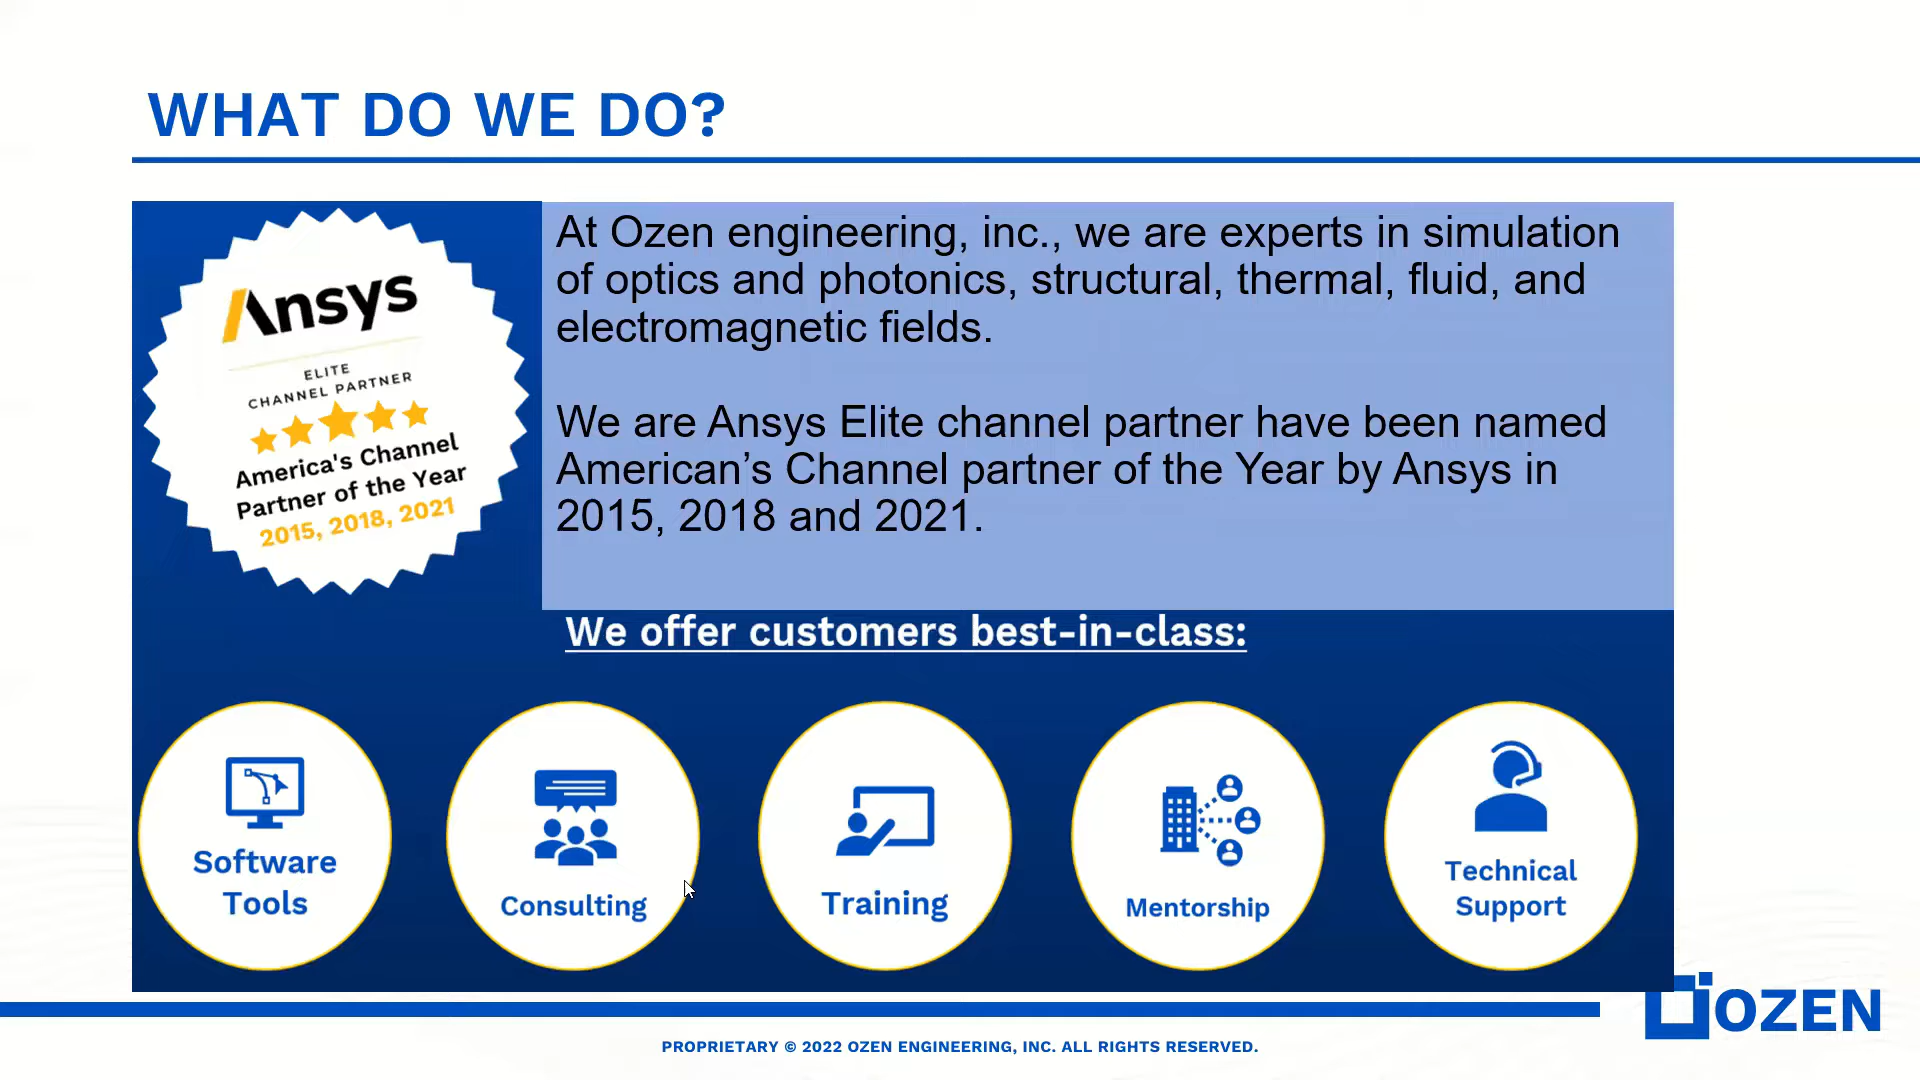 WHAT DO WE DO?
Ansys
ELITE
CHANNEL PARTNER
America's Channel
Partner of the Year
2015, 2018, 2021
At Ozen engineering, inc., we are experts in simulation
of optics and photonics, structural, thermal, fluid, and
electromagnetic fields.
We are Ansys Elite channel partner have been named
American’s Channel partner of the Year by Ansys in
2015, 2018 and 2021.
We offer customers best-in-class:
Software
Tools
Consulting
Training
Mentorship
Technical
Support
OZEN
PROPRIETARY © 2022 OZEN ENGINEERING, INC. ALL RIGHTS RESERVED.